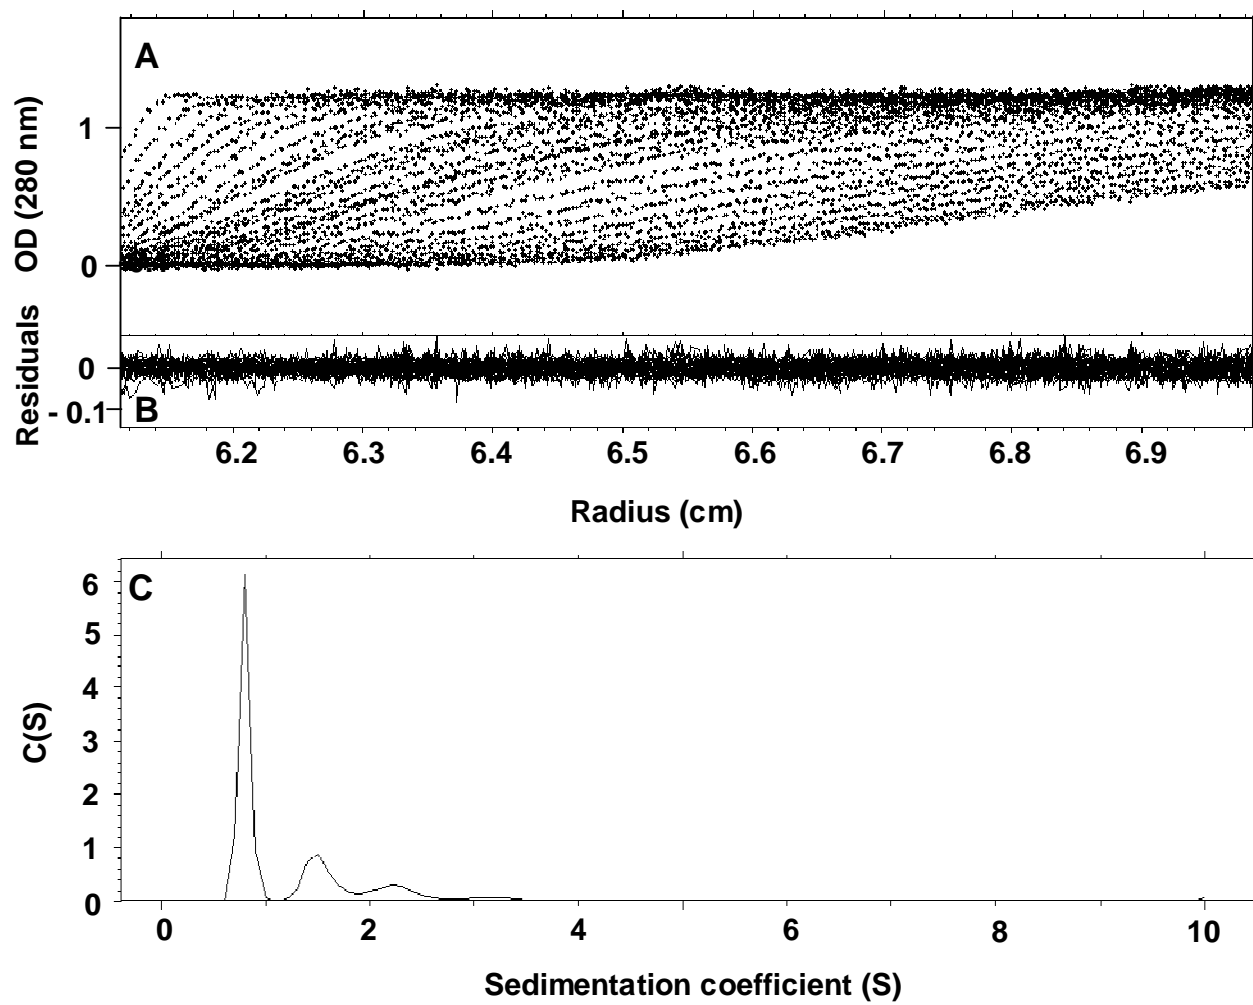 A
OD (280 nm)
1
0
Residuals
0
- 0.1
B
6.2 6.3 6.4 6.5 6.6 6.7 6.8 6.9
Radius (cm)
C
C(S)
6
5
4
3
2
1
0
0 2 4 6 8 10
Sedimentation coefficient (S)